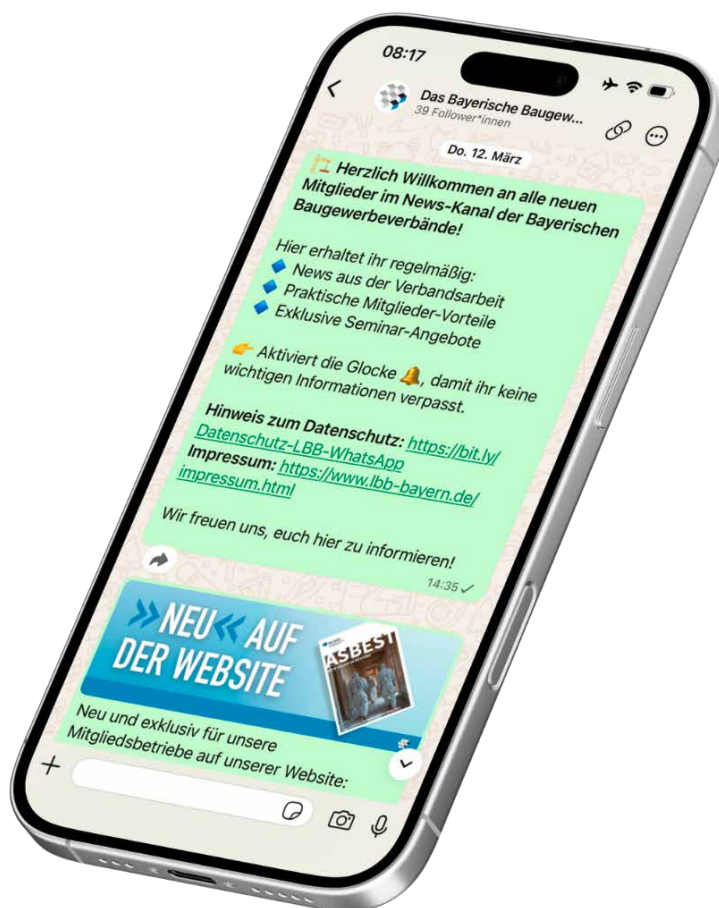 08:17
Das Bayerische Baugew...
39 Follower*innen
Do. 12. März
Herzlich Willkommen an alle neuen
Mitglieder im News-Kanal der Bayerischen
Baugewerbeverbände!
Hier erhaltet ihr regelmäßig:
News aus der Verbandsarbeit
Praktische Mitglieder-Vorteile
Exklusive Seminar-Angebote
Aktiviert die Glocke 🔔, damit ihr keine
wichtigen Informationen verpasst.
Hinweis zum Datenschutz: https://bit.ly/
Datenschutz-LBB-WhatsApp
Impressum: https://www.lbb-bayern.de/
impressum.html
Wir freuen uns, euch hier zu informieren!
14:35
»NEU« AUF
DER WEBSITE
ASBEST
Neu und exklusiv für unsere
Mitgliedsbetriebe auf unserer Website: